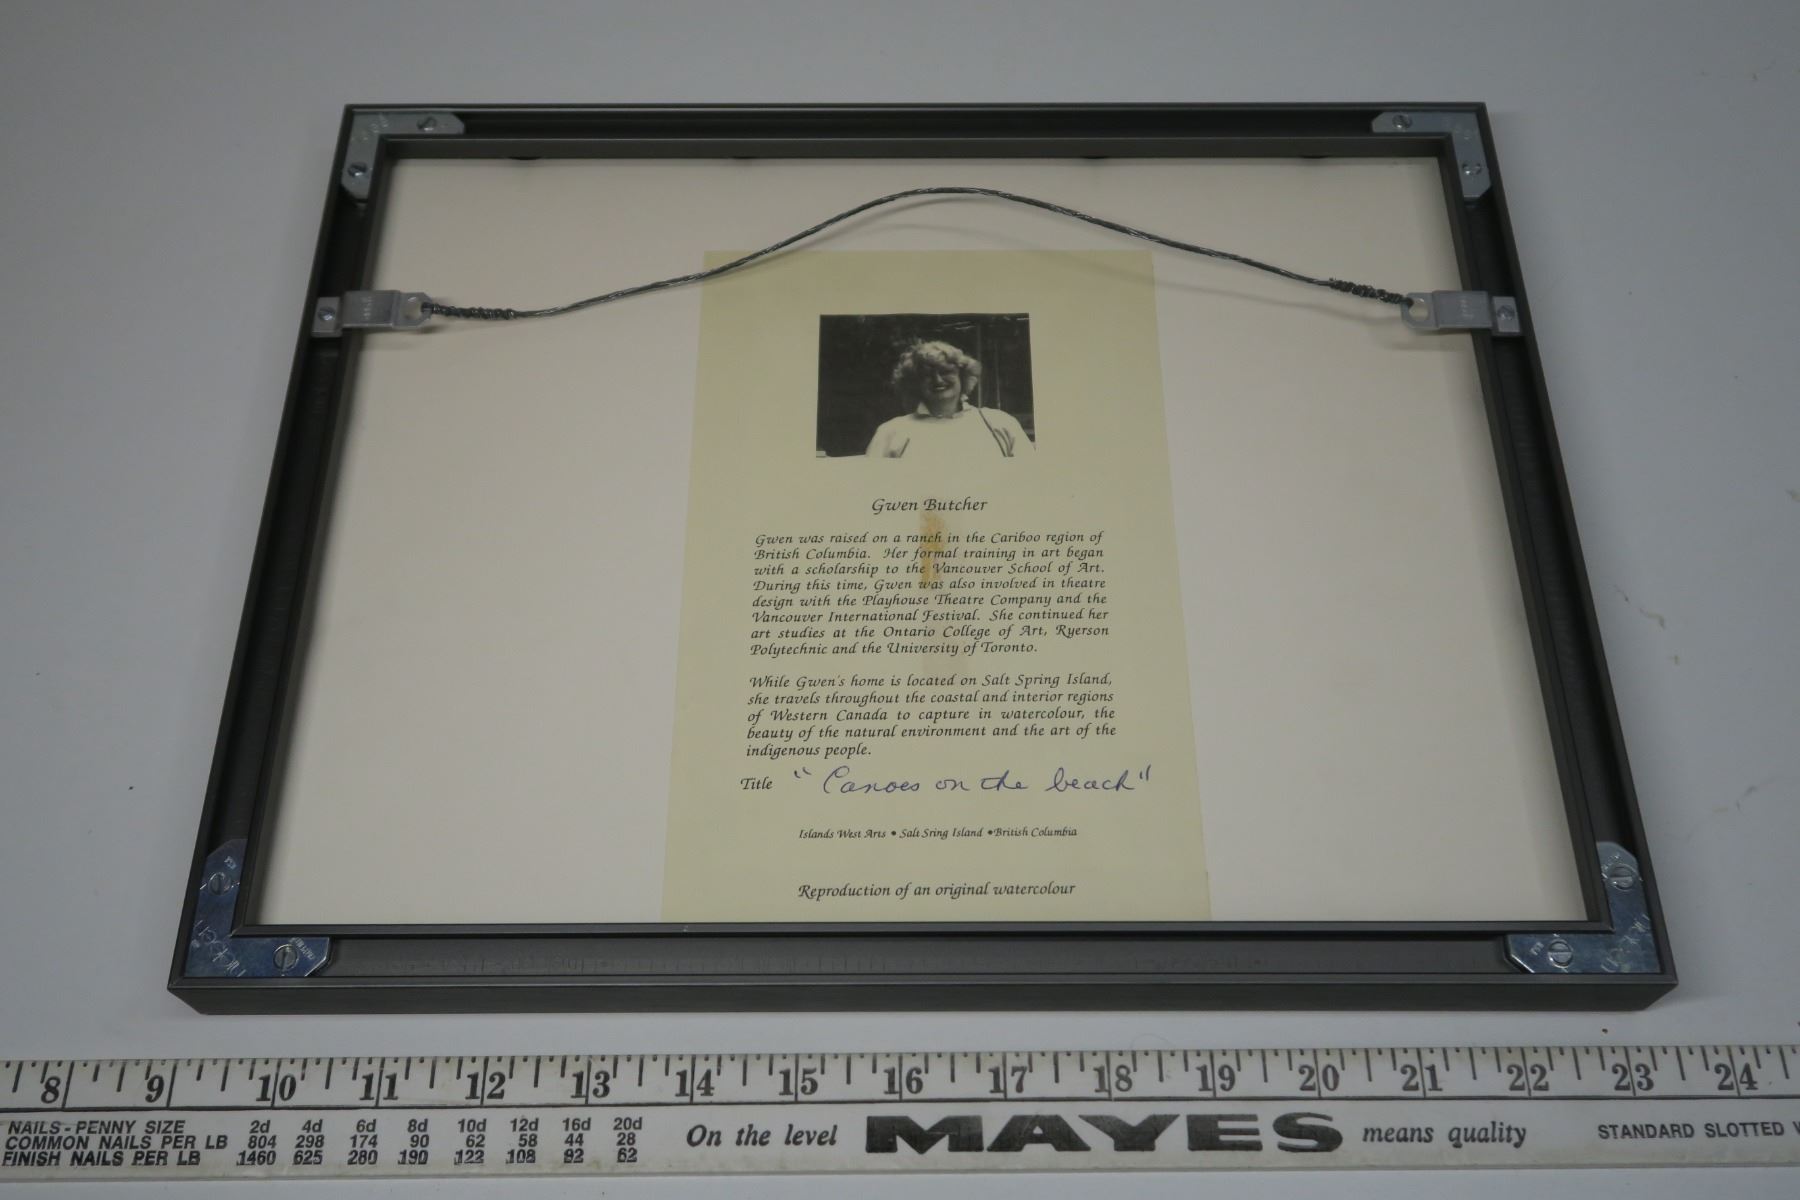 Gwen Butcher
Gwen was raised on a ranch in the Cariboo region of
British Columbia. Her formal training in art began
with a scholarship to the Vancouver School of Art.
During this time, Gwen was also involved in theatre
design with the Playhouse Theatre Company and the
Vancouver International Festival. She continued her
art studies at the Ontario College of Art, Ryerson
Polytechnic and the University of Toronto.
While Gwen's home is located on Salt Spring Island,
she travels throughout the coastal and interior regions
of Western Canada to capture in watercolour, the
beauty of the natural environment and the art of the
indigenous people.
Title "Canoes on the beach"
Islands West Arts • Salt Sring Island • British Columbia
Reproduction of an original watercolour
8 9 10 11 12 13 14 15 16 17 18 19 20 21 22 23 24
NAILS - PENNY SIZE 2d 4d 6d 8d 10d 12d 16d 20d
COMMON NAILS PER LB 804 298 174 90 62 58 44 28
FINISH NAILS PER LB 1460 625 280 190 122 108 92 62
On the level MAYES means quality
STANDARD SLOTTED